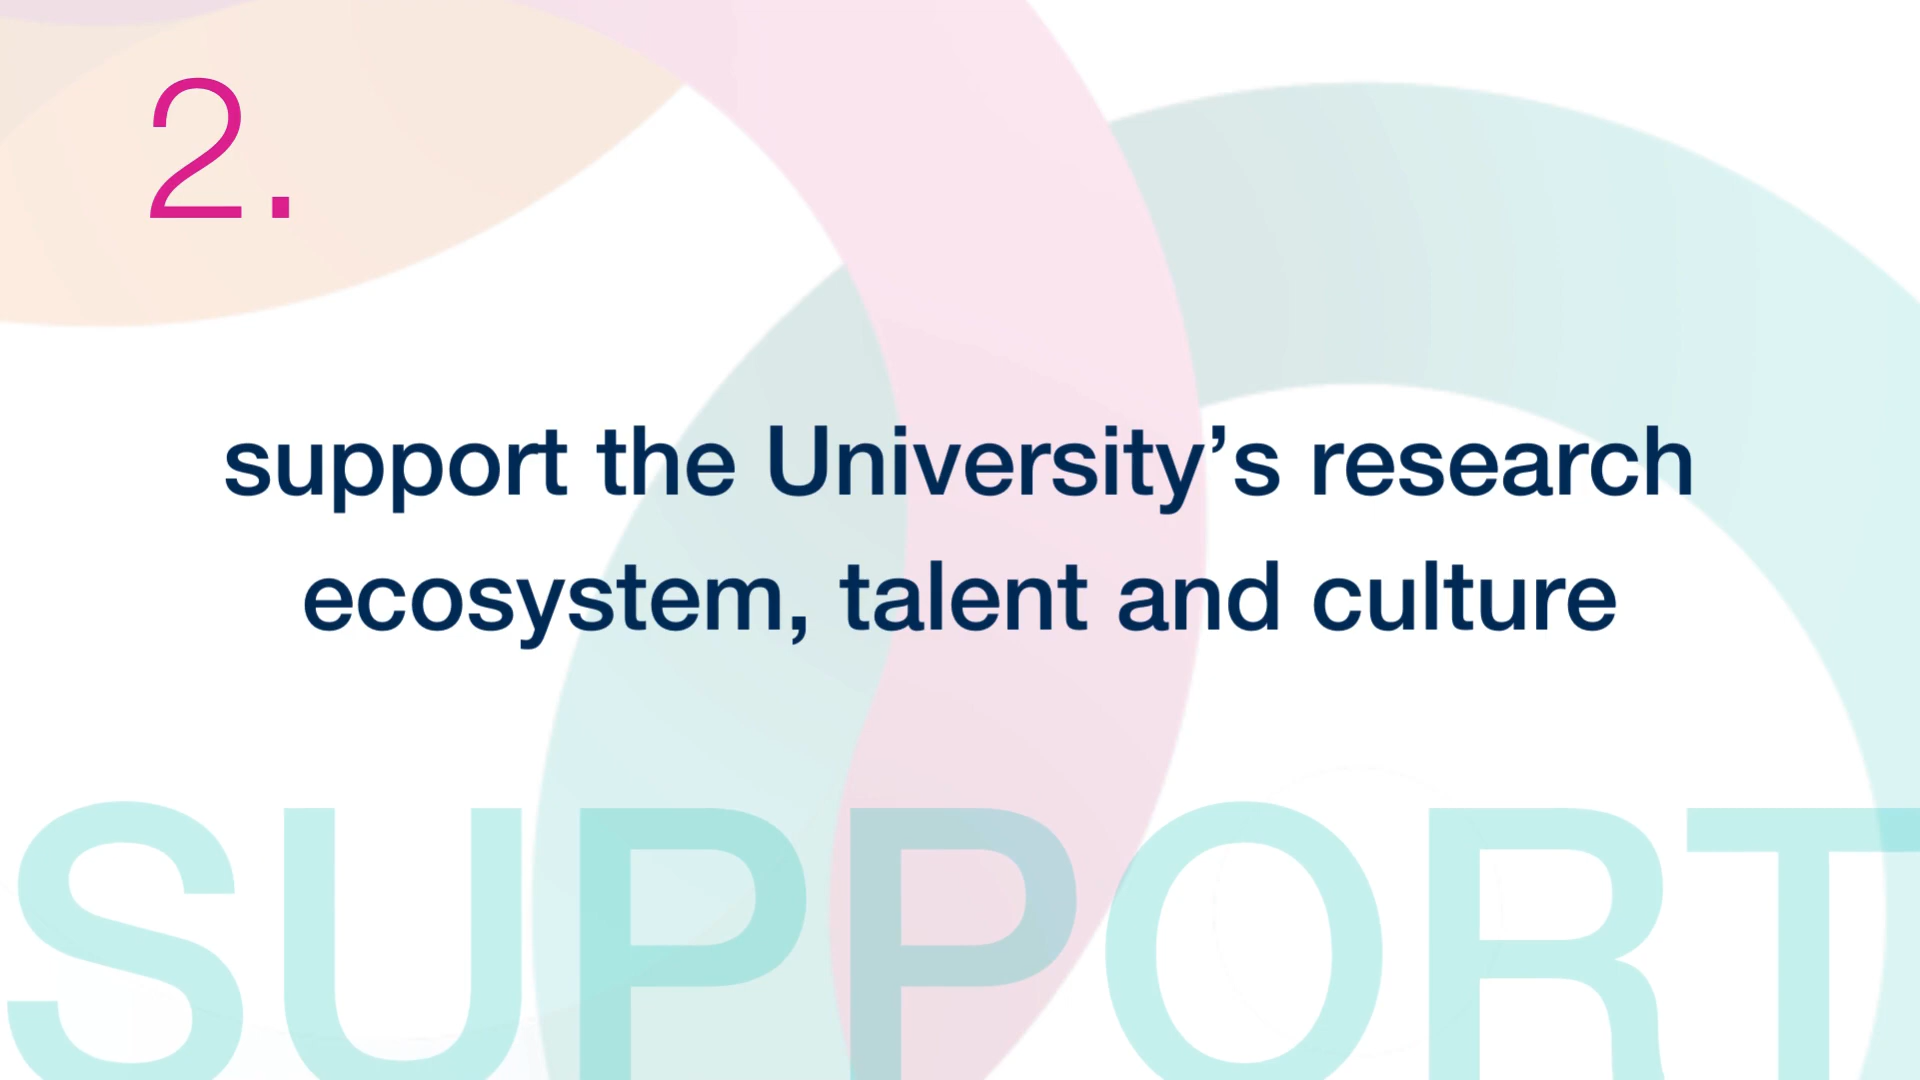 2.
support the University’s research
ecosystem, talent and culture
SUPPORT